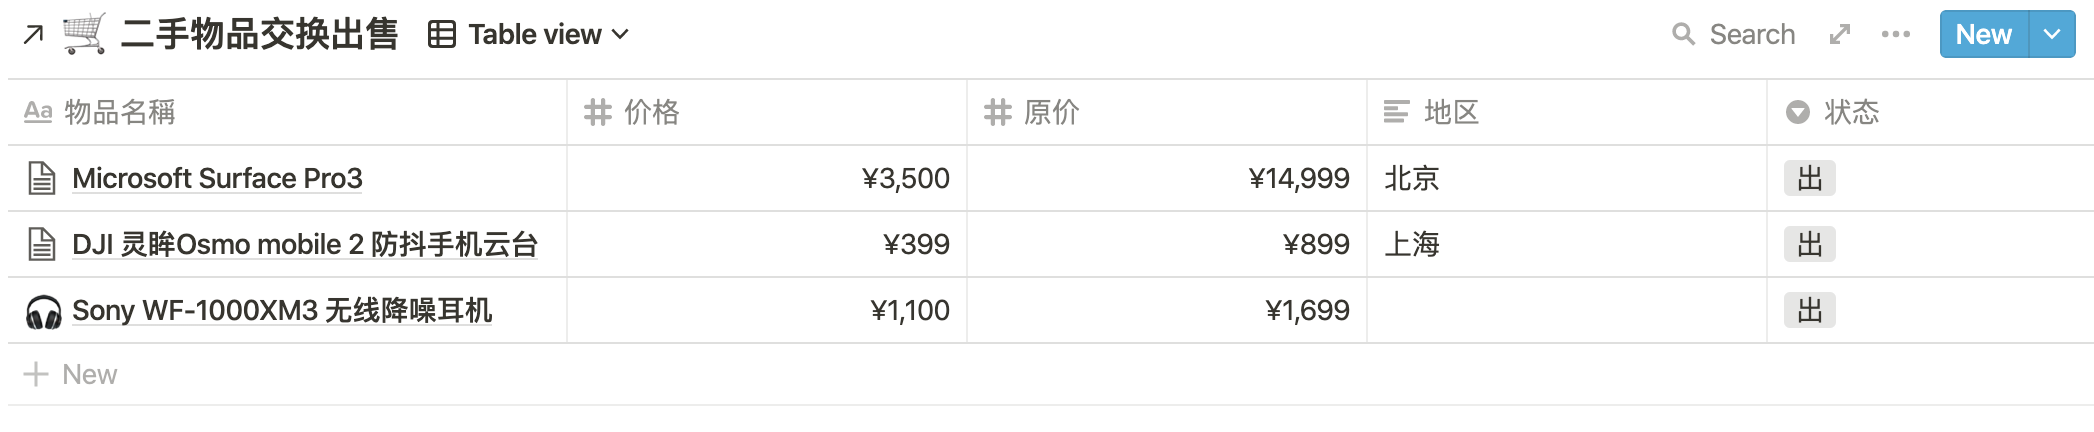 二手物品交换出售 Table view Search New
Aa 物品名稱 价格 原价 地区 状态
Microsoft Surface Pro3 ¥3,500 ¥14,999 北京 出
DJI 灵眸Osmo mobile 2 防抖手机云台 ¥399 ¥899 上海 出
Sony WF-1000XM3 无线降噪耳机 ¥1,100 ¥1,699 出
New